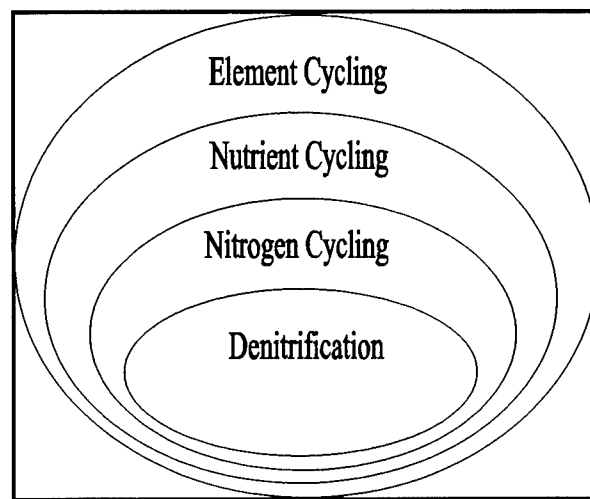 Element Cycling
Nutrient Cycling
Nitrogen Cycling
Denitrification